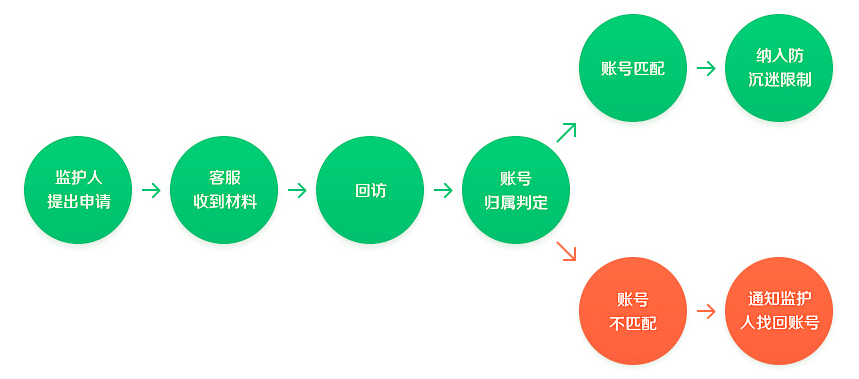 监护人
提出申请
客服
收到材料
回访
账号
归属判定
账号匹配
纳入防
沉迷限制
账号
不匹配
通知监护
人找回账号